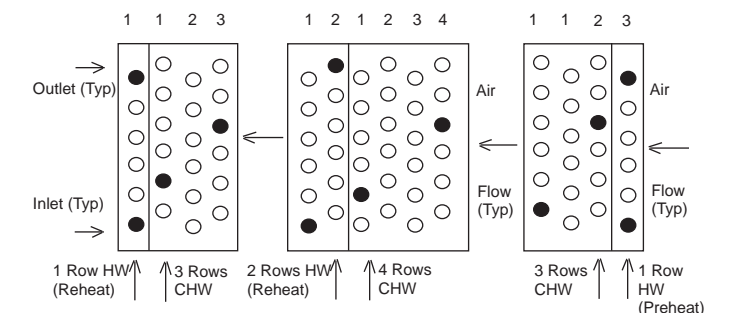 1 1 2 3
1 2 1 2 3 4
1 1 2 3
Outlet (Typ)
Inlet (Typ)
Air
Flow
(Typ)
Air
Flow
(Typ)
1 Row HW
(Reheat)
3 Rows
CHW
2 Rows HW
(Reheat)
4 Rows
CHW
3 Rows
CHW
1 Row
HW
(Preheat)